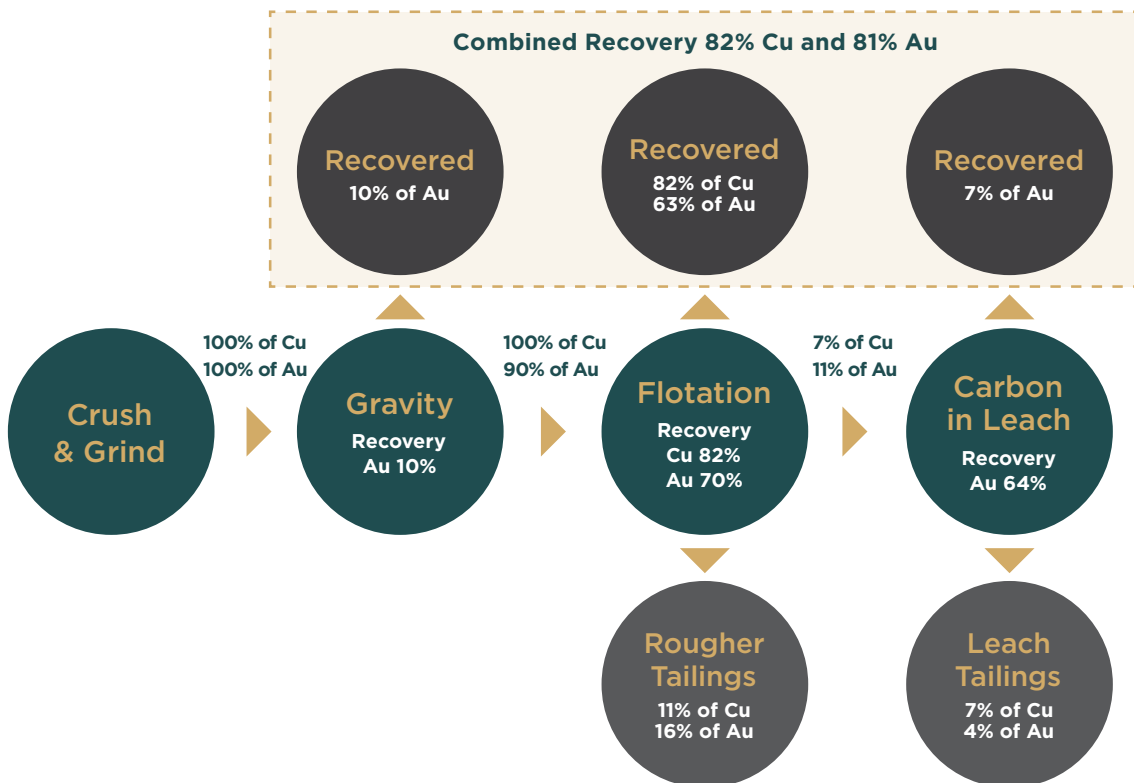 Combined Recovery 82% Cu and 81% Au
Recovered
10% of Au
Recovered
82% of Cu
63% of Au
Recovered
7% of Au
Crush
& Grind
100% of Cu
100% of Au
Gravity
Recovery
Au 10%
100% of Cu
90% of Au
Flotation
Recovery
Cu 82%
Au 70%
7% of Cu
11% of Au
Carbon
in Leach
Recovery
Au 64%
Rougher
Tailings
11% of Cu
16% of Au
Leach
Tailings
7% of Cu
4% of Au